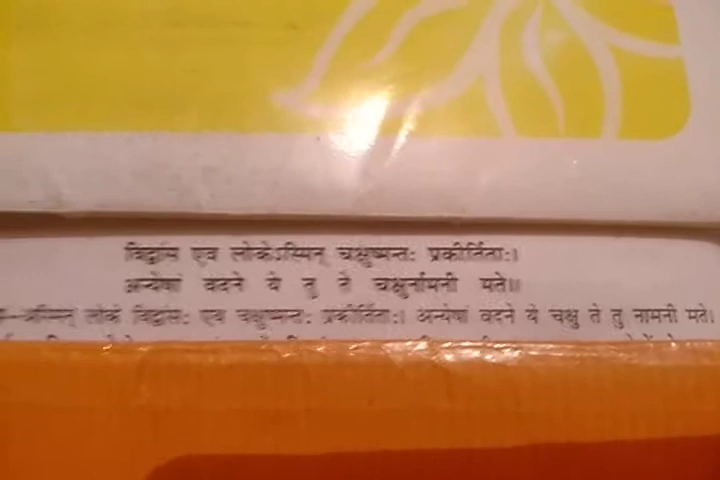 विद्वांस एव लोकेऽस्मिन् चक्षुष्मन्तः प्रकीर्तिताः।
अन्येषां वदने ये तु ते चक्षुर्नामनी मते॥
अस्मिन् लोके विद्वांसः एव चक्षुष्मन्तः प्रकीर्तिताः। अन्येषां वदने ये चक्षु ते तु नामनी मते।